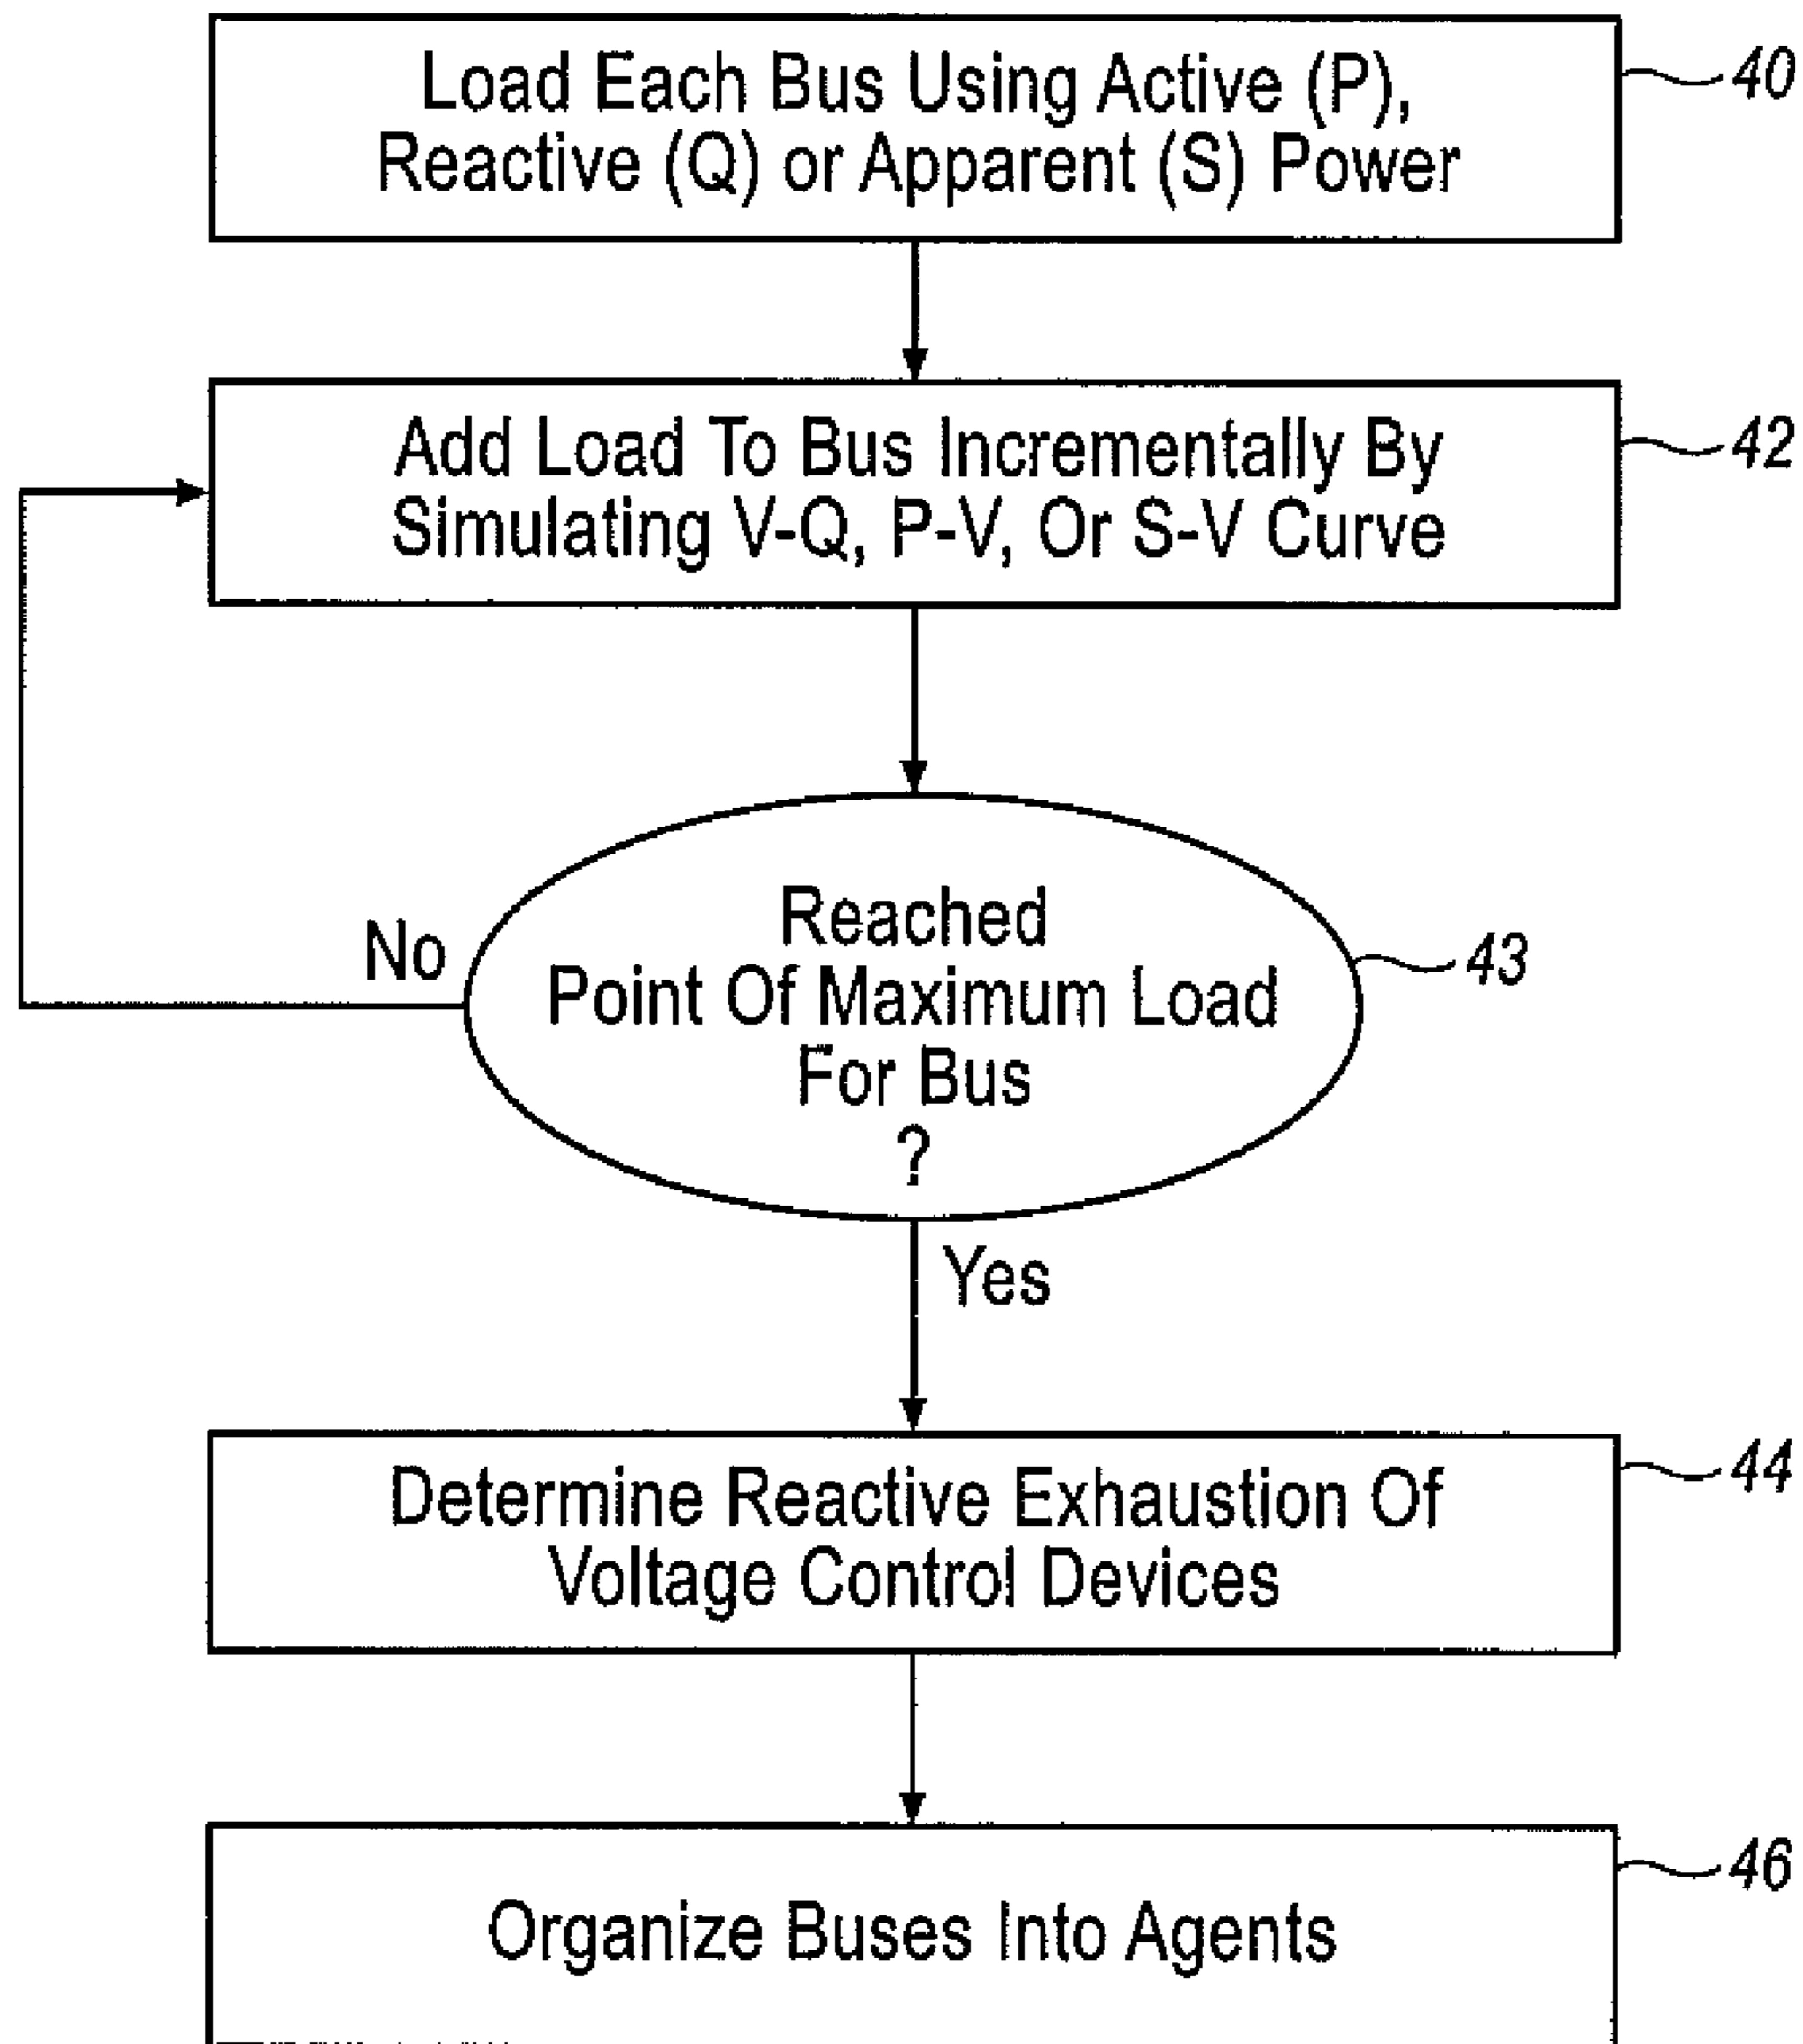 Load Each Bus Using Active (P),
Reactive (Q) or Apparent (S) Power
40
Add Load To Bus Incrementally By
Simulating V-Q, P-V, Or S-V Curve
42
Reached
Point Of Maximum Load
For Bus
?
43
No
Yes
Determine Reactive Exhaustion Of
Voltage Control Devices
44
Organize Buses Into Agents
46